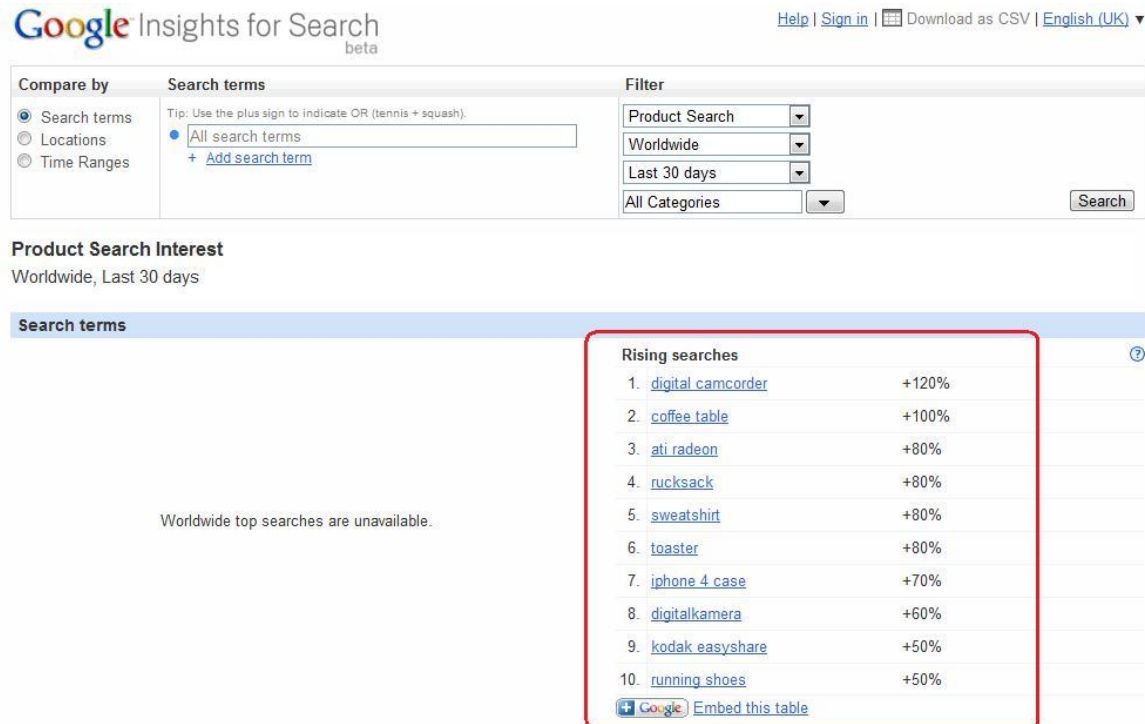 Google Insights for Search
beta
Help | Sign in | Download as CSV | English (UK) ▼
Compare by
Search terms
Locations
Time Ranges
Search terms
Tip: Use the plus sign to indicate OR (tennis + squash).
All search terms
+ Add search term
Filter
Product Search
Worldwide
Last 30 days
All Categories
Search
Product Search Interest
Worldwide, Last 30 days
Search terms
Worldwide top searches are unavailable.
Rising searches
?
1. digital camcorder +120%
2. coffee table +100%
3. ati radeon +80%
4. rucksack +80%
5. sweatshirt +80%
6. toaster +80%
7. iphone 4 case +70%
8. digitalkamera +60%
9. kodak easyshare +50%
10. running shoes +50%
+ Google Embed this table